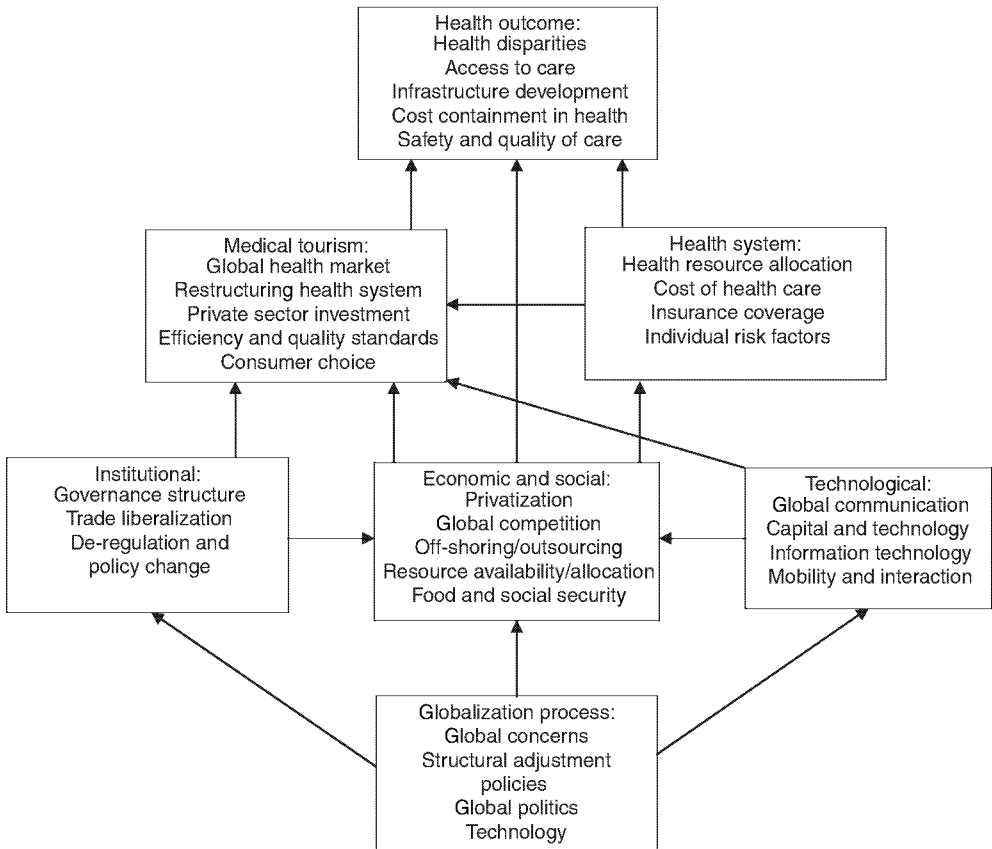 Health outcome:
Health disparities
Access to care
Infrastructure development
Cost containment in health
Safety and quality of care
Medical tourism:
Global health market
Restructuring health system
Private sector investment
Efficiency and quality standards
Consumer choice
Health system:
Health resource allocation
Cost of health care
Insurance coverage
Individual risk factors
Institutional:
Governance structure
Trade liberalization
De-regulation and
policy change
Economic and social:
Privatization
Global competition
Off-shoring/outsourcing
Resource availability/allocation
Food and social security
Technological:
Global communication
Capital and technology
Information technology
Mobility and interaction
Globalization process:
Global concerns
Structural adjustment
policies
Global politics
Technology